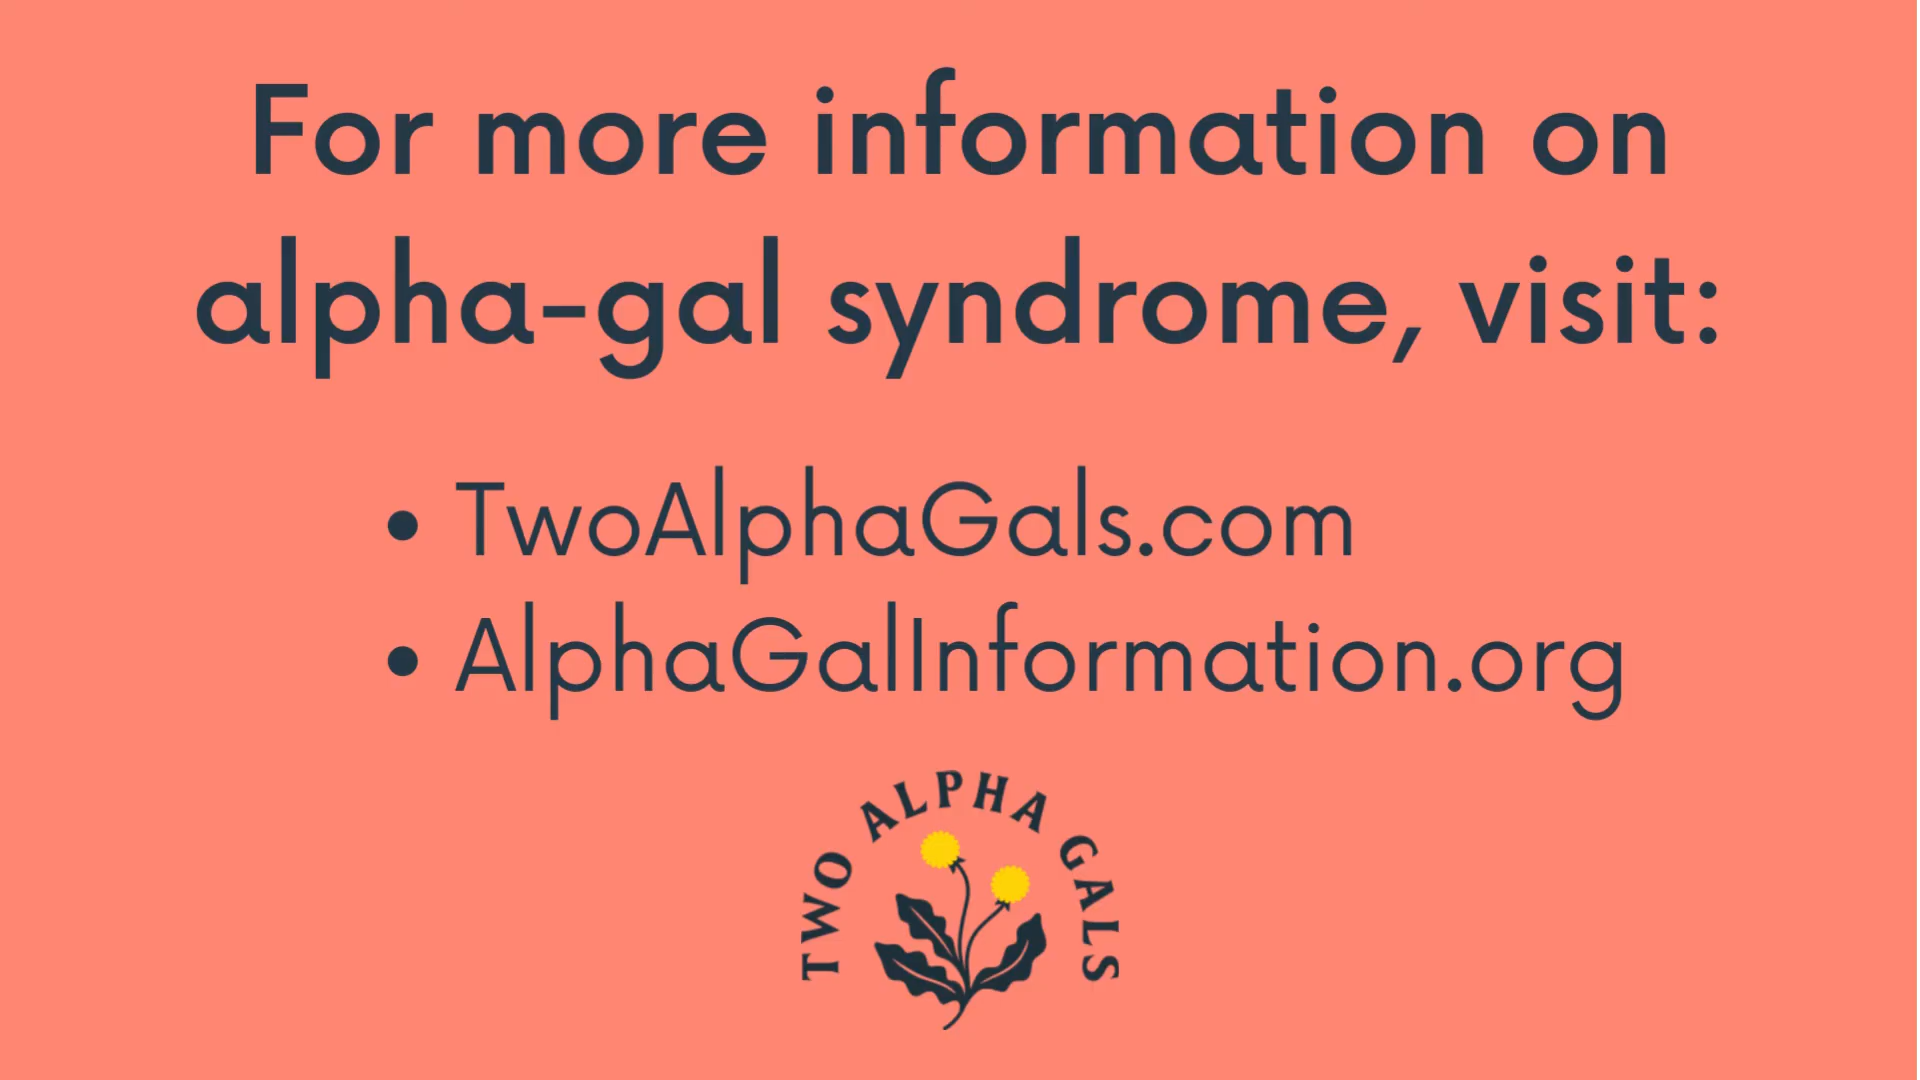 For more information on
alpha-gal syndrome, visit:
• TwoAlphaGals.com
• AlphaGalInformation.org
TWO ALPHA GALS